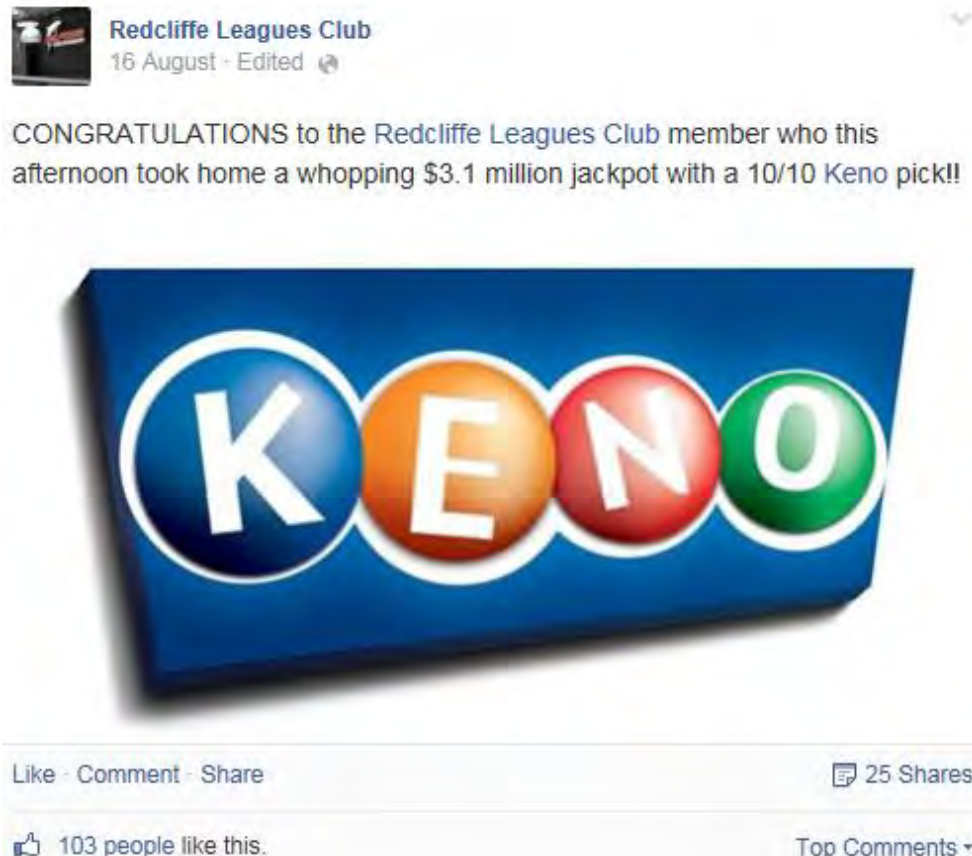 Redcliffe Leagues Club
16 August · Edited
CONGRATULATIONS to the Redcliffe Leagues Club member who this
afternoon took home a whopping $3.1 million jackpot with a 10/10 Keno pick!!
KENO
Like · Comment · Share
25 Shares
103 people like this.
Top Comments